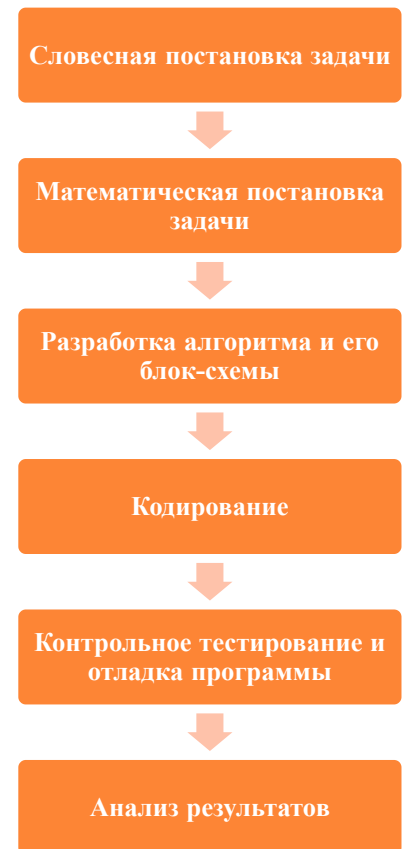 Словесная постановка задачи
Математическая постановка
задачи
Разработка алгоритма и его
блок-схемы
Кодирование
Контрольное тестирование и
отладка программы
Анализ результатов